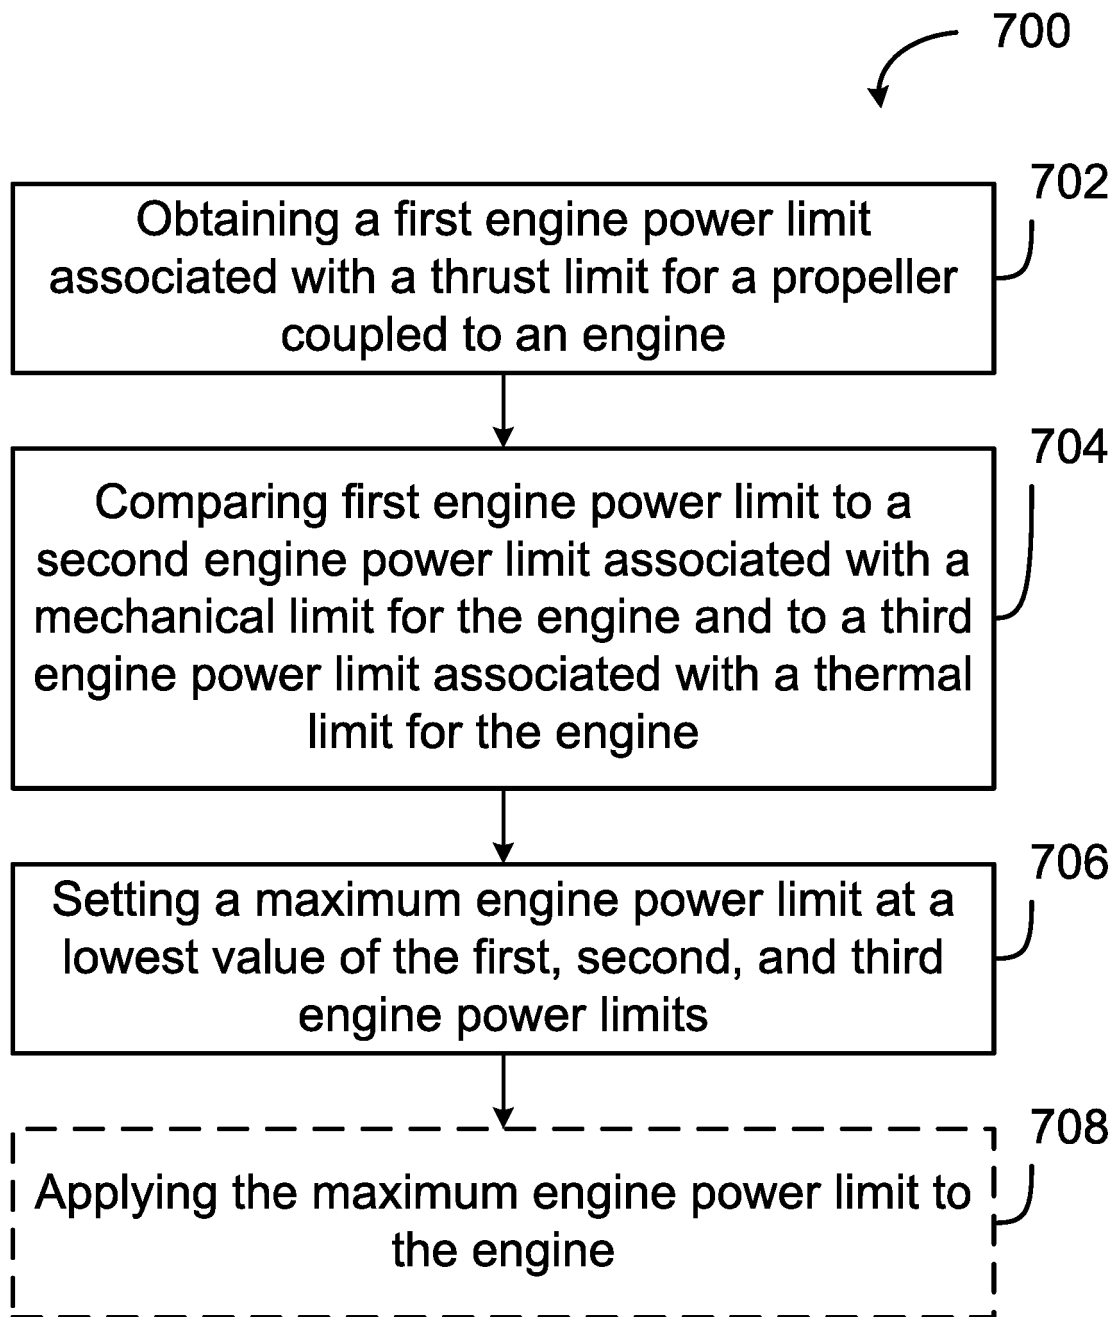 700
702
Obtaining a first engine power limit
associated with a thrust limit for a propeller
coupled to an engine
704
Comparing first engine power limit to a
second engine power limit associated with a
mechanical limit for the engine and to a third
engine power limit associated with a thermal
limit for the engine
706
Setting a maximum engine power limit at a
lowest value of the first, second, and third
engine power limits
708
Applying the maximum engine power limit to
the engine